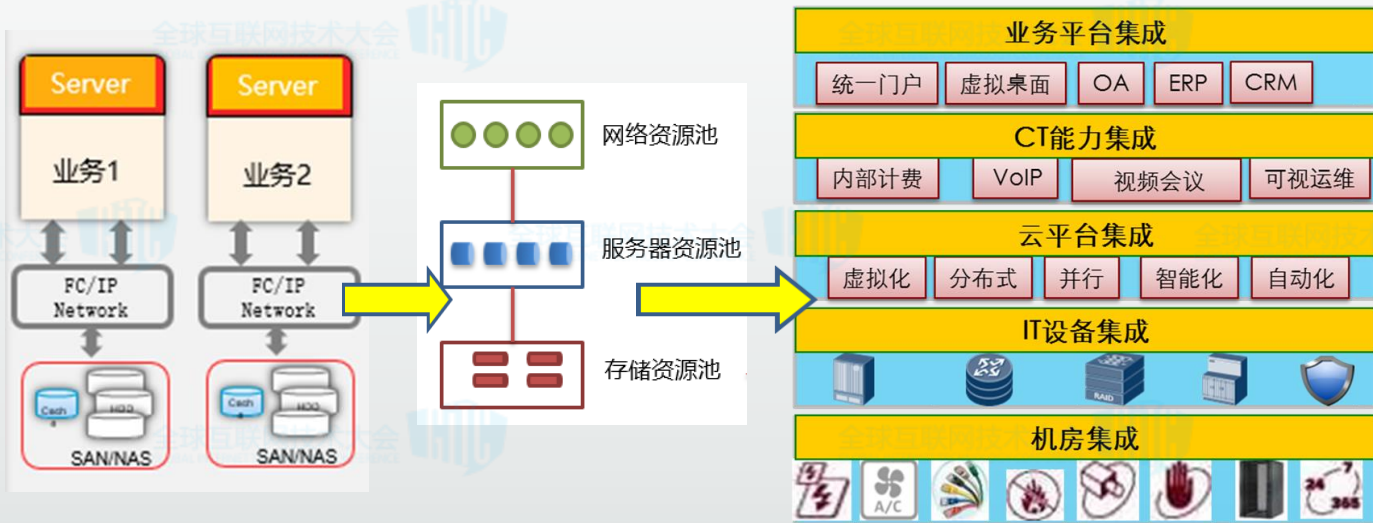 全球互联网技术大会
Server
业务1
FC/IP
Network
Cash
HDD
SAN/NAS
Server
业务2
FC/IP
Network
Cash
HDD
SAN/NAS
网络资源池
服务器资源池
存储资源池
业务平台集成
统一门户 虚拟桌面 OA ERP CRM
CT能力集成
内部计费 VoIP 视频会议 可视运维
云平台集成
虚拟化 分布式 并行 智能化 自动化
IT设备集成
RAID
机房集成
A/C
24 7
365